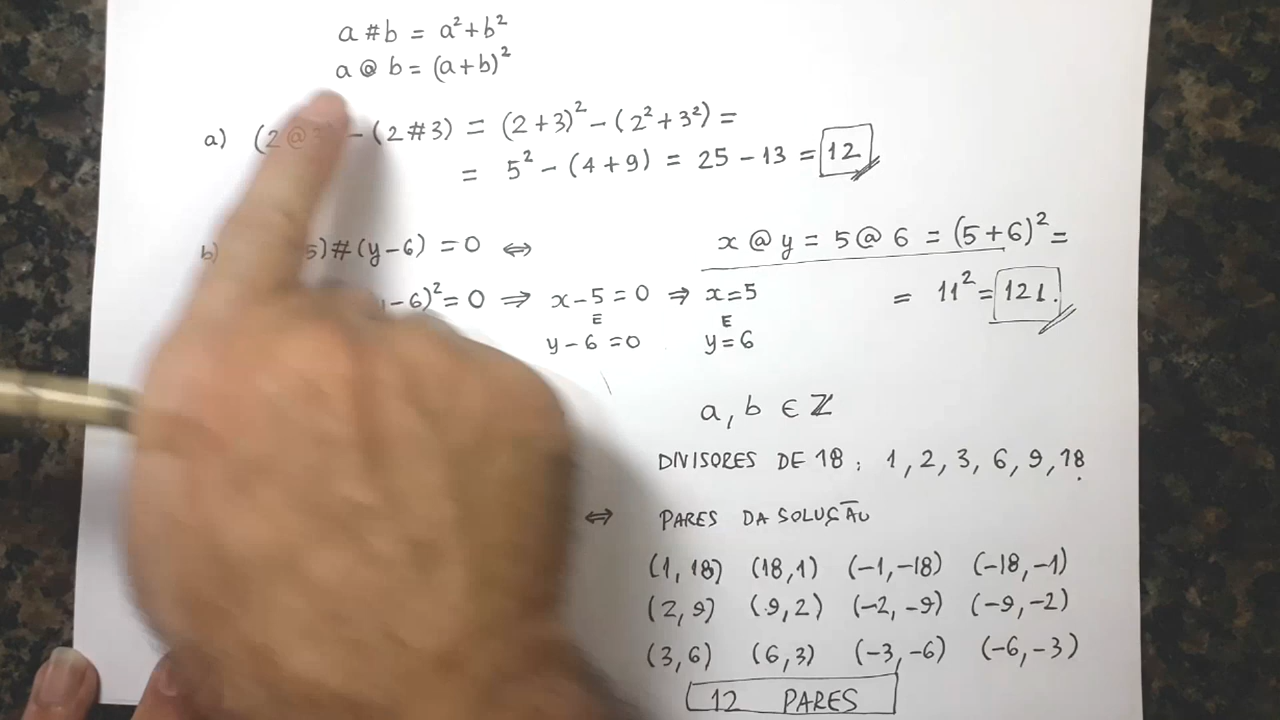 a # b = a² + b²
a @ b = (a + b)²
a) (2 @ – (2 # 3) = (2 + 3)² – (2² + 3²) =
= 5² – (4 + 9) = 25 – 13 = 12
b) 5) # (y – 6) = 0 ⇔
– 6)² = 0 ⇒ x – 5 = 0 ⇒ x = 5
E E
y – 6 = 0 y = 6
x @ y = 5 @ 6 = (5 + 6)² =
= 11² = 121.
a, b ∈ ℤ
DIVISORES DE 18 : 1, 2, 3, 6, 9, 18.
⇔ PARES DA SOLUÇÃO
(1, 18) (18, 1) (–1, –18) (–18, –1)
(2, 9) (9, 2) (–2, –9) (–9, –2)
(3, 6) (6, 3) (–3, –6) (–6, –3)
12 PARES